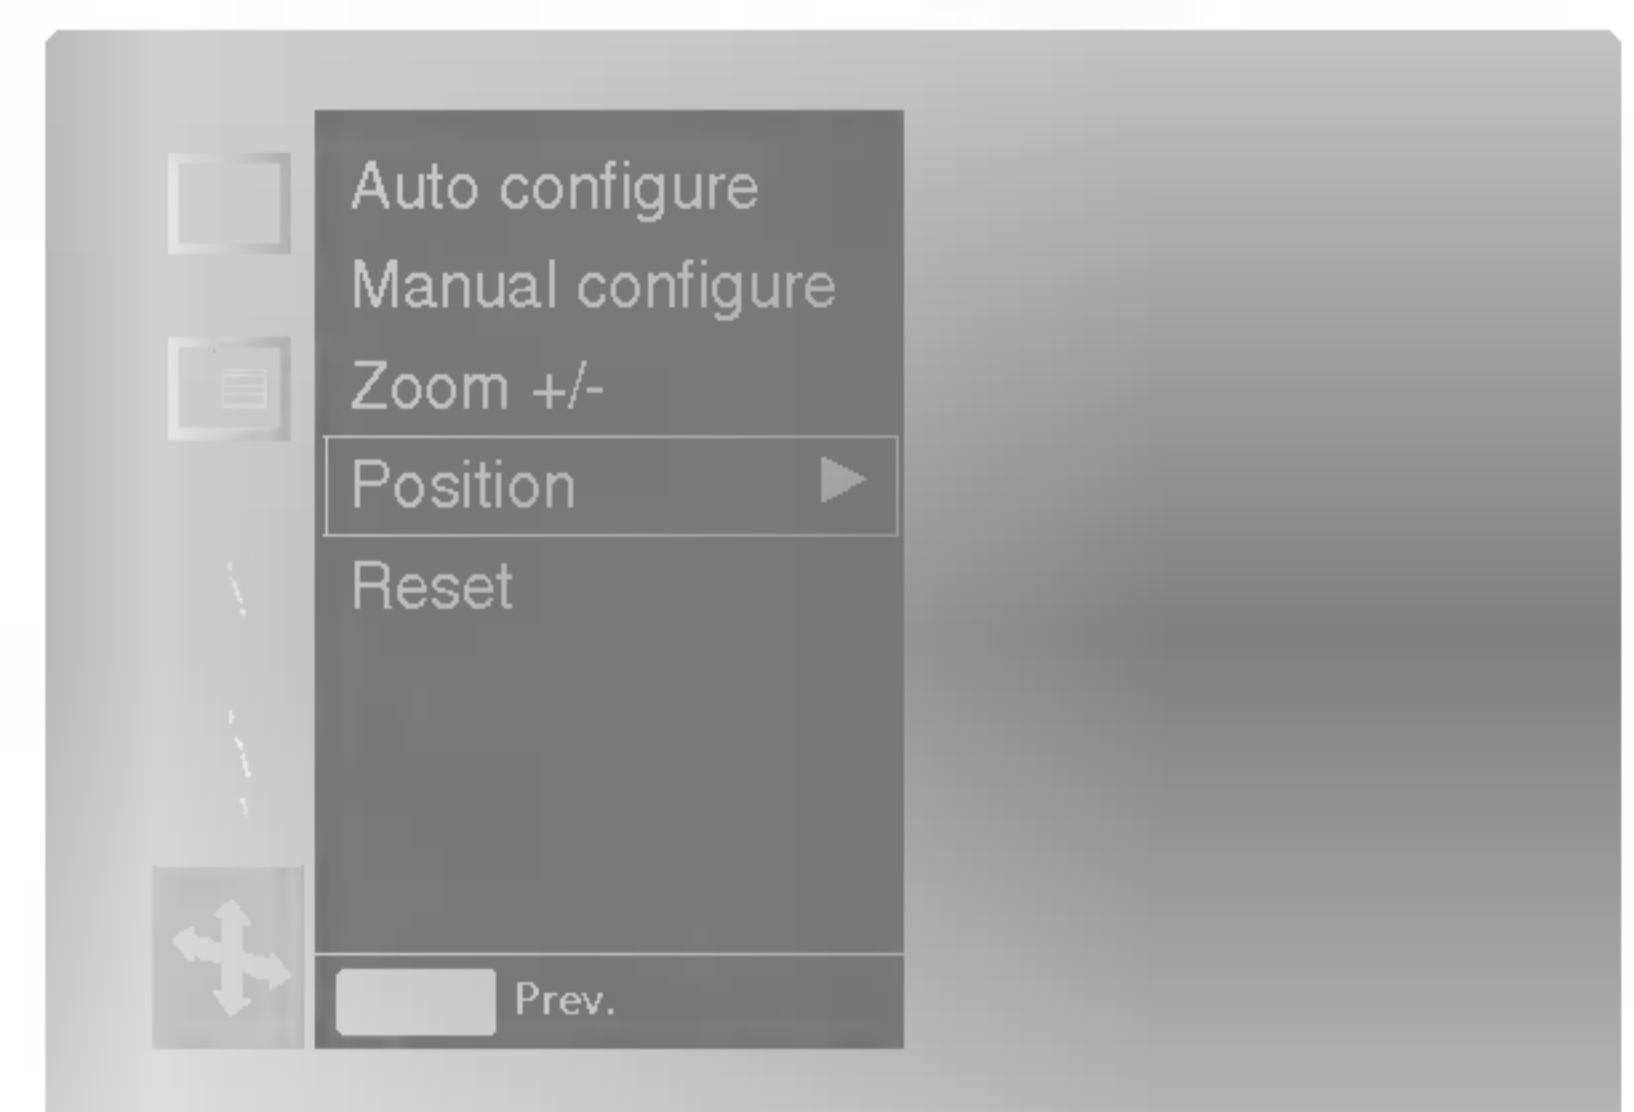 Auto configure
Manual configure
Zoom +/-
Position
Reset
Prev.